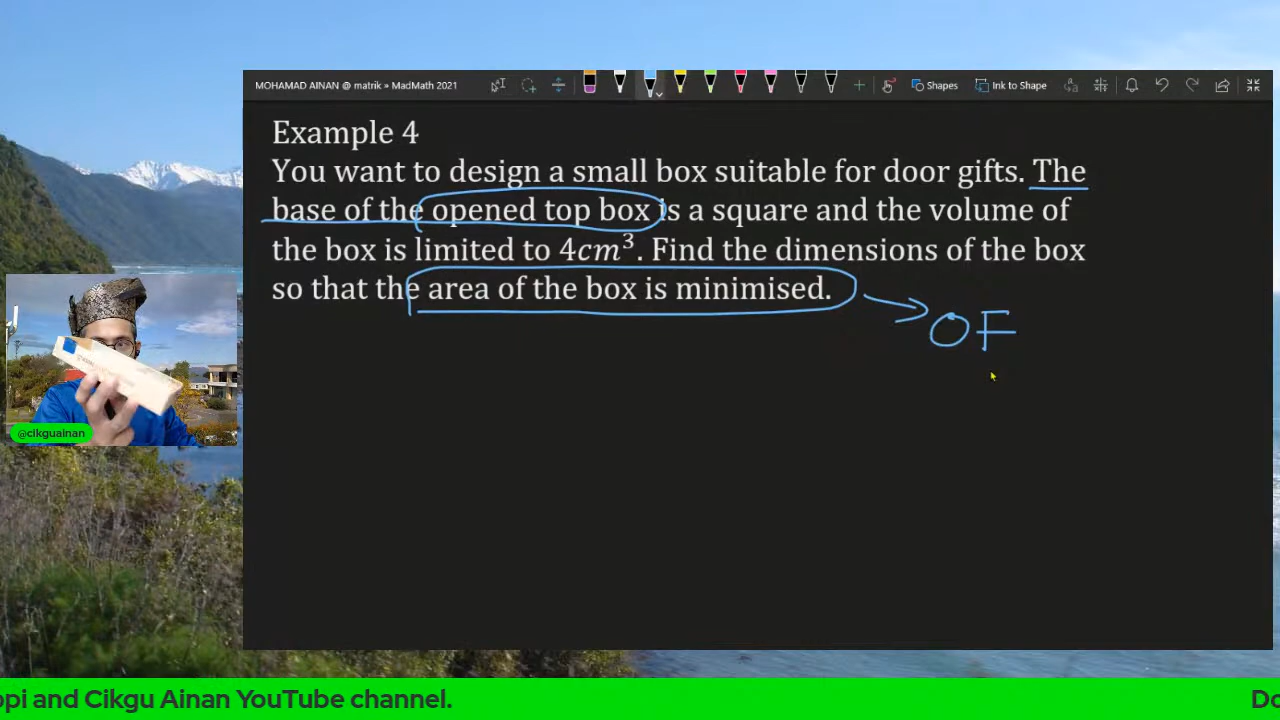 MOHAMAD AINAN @ matrik » MadMath 2021
Shapes
Ink to Shape
Example 4
You want to design a small box suitable for door gifts. The
base of the opened top box is a square and the volume of
the box is limited to 4cm³. Find the dimensions of the box
so that the area of the box is minimised.
OF
@cikguainan
ppi and Cikgu Ainan YouTube channel.
Do